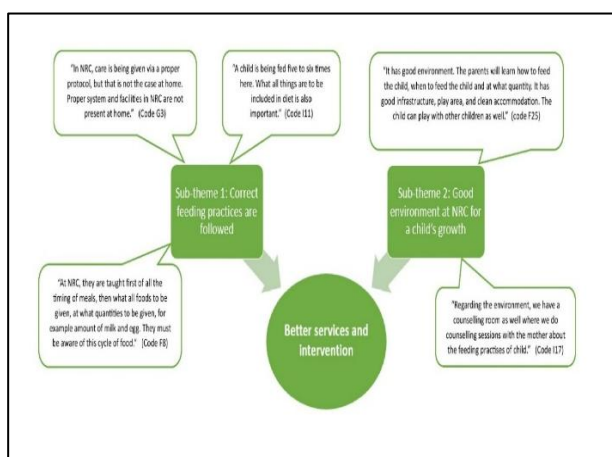 "In NRC, care is being given via a proper
protocol, but that is not the case at home.
Proper system and facilities in NRC are not
present at home." (Code G3)
"A child is being fed five to six times
here. What all things are to be
included in diet is also
important." (Code I11)
"It has good environment. The parents will learn how to feed
the child, when to feed the child and at what quantity. It has
good infrastructure, play area, and clean accommodation. The
child can play with other children as well." (code F25)
Sub-theme 1: Correct
feeding practices are
followed
Sub-theme 2: Good
environment at NRC for
a child's growth
"At NRC, they are taught first of all the
timing of meals, then what all foods to be
given, at what quantities to be given, for
example amount of milk and egg. They must
be aware of this cycle of food." (Code F8)
Better services and
intervention
"Regarding the environment, we have a
counselling room as well where we do
counselling sessions with the mother about
the feeding practises of child." (Code I17)